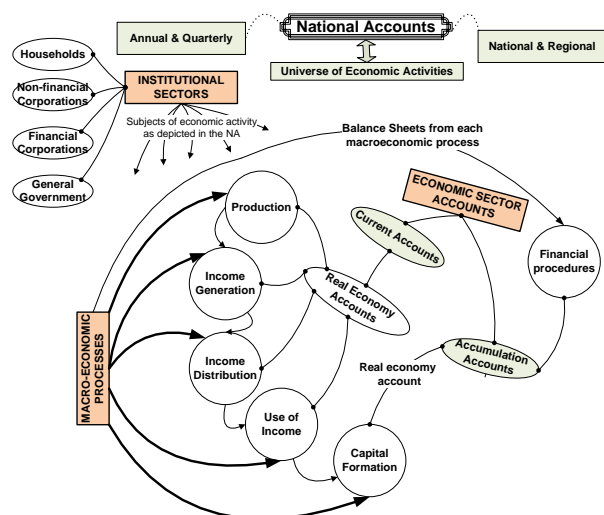 National Accounts
Annual & Quarterly
National & Regional
Universe of Economic Activities
Households
Non-financial
Corporations
Financial
Corporations
General
Government
INSTITUTIONAL
SECTORS
Subjects of economic activity
as depicted in the NA
Balance Sheets from each
macroeconomic process
ECONOMIC SECTOR
ACCOUNTS
Production
Current Accounts
Financial
procedures
Income
Generation
Real Economy
Accounts
MACRO-ECONOMIC
PROCESSES
Income
Distribution
Accumulation
Accounts
Real economy
account
Use of
Income
Capital
Formation